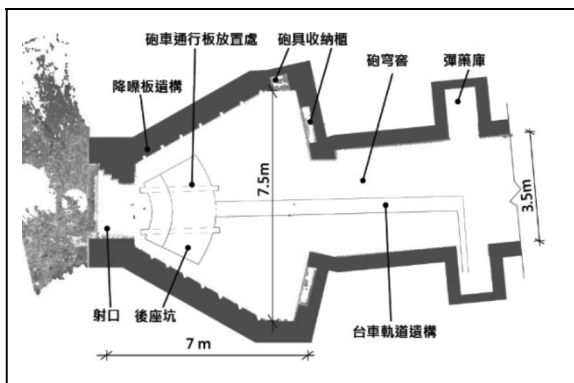 砲車通行板放置處
砲具收納櫃
降噪板遺構
砲穹窖
彈藥庫
7.5m
3.5m
射口
後座坑
台車軌道遺構
7 m